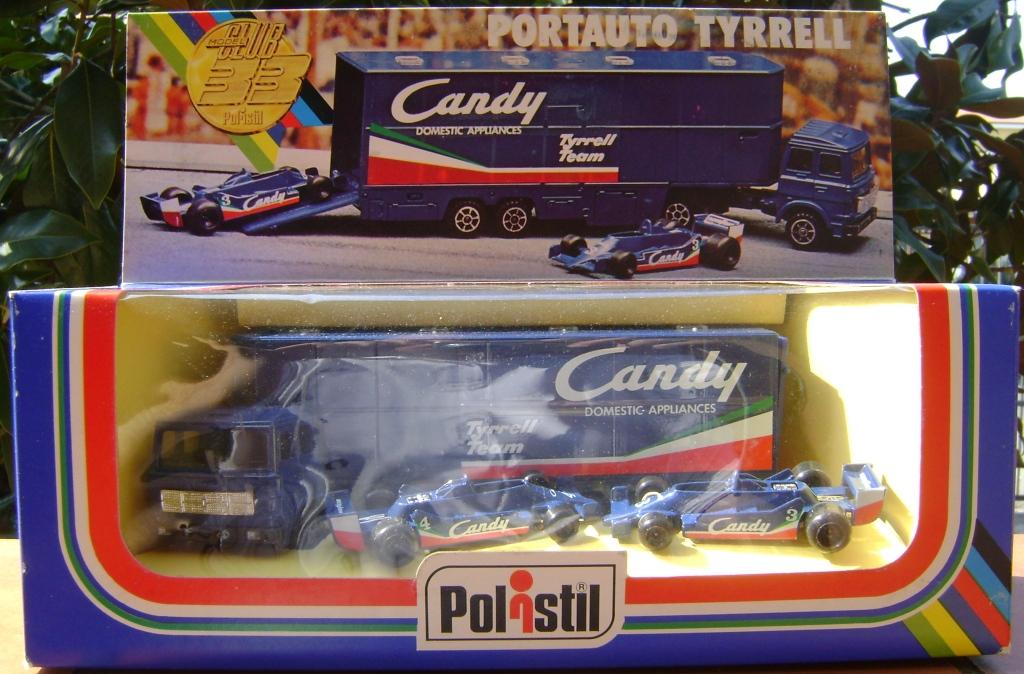 MODEL CLUB
33
Polistil
PORTAUTO TYRRELL
Candy
DOMESTIC APPLIANCES
Tyrrell
Team
3
Candy
Candy
3
Candy
DOMESTIC APPLIANCES
Tyrrell
Team
4
Candy
Candy
3
Polistil®